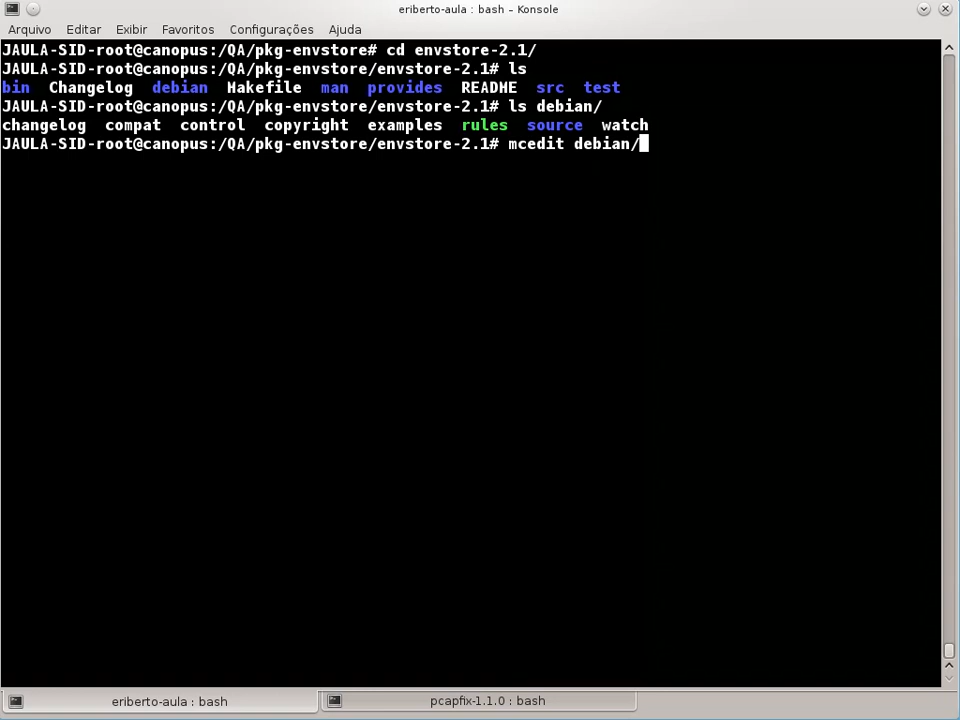 eriberto-aula : bash – Konsole
Arquivo Editar Exibir Favoritos Configurações Ajuda
JAULA-SID-root@canopus:/QA/pkg-envstore# cd envstore-2.1/
JAULA-SID-root@canopus:/QA/pkg-envstore/envstore-2.1# ls
bin Changelog debian Makefile man provides README src test
JAULA-SID-root@canopus:/QA/pkg-envstore/envstore-2.1# ls debian/
changelog compat control copyright examples rules source watch
JAULA-SID-root@canopus:/QA/pkg-envstore/envstore-2.1# mcedit debian/
eriberto-aula : bash
pcapfix-1.1.0 : bash